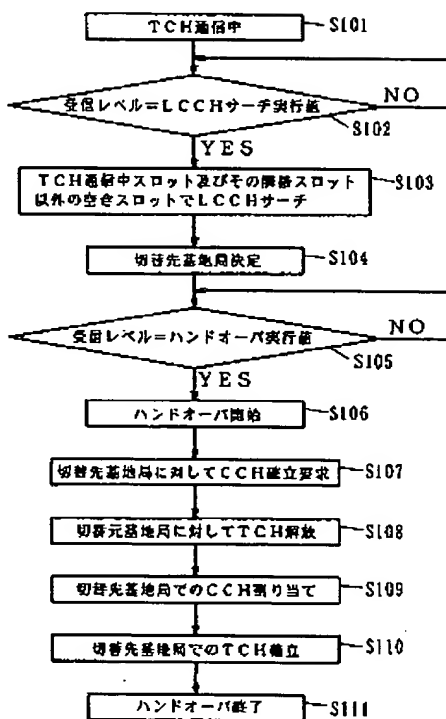 TCH通信中 S101
受信レベル=LCCHサーチ実行値 NO
S102
YES
TCH通信中スロット及びその隣接スロット S103
以外の空きスロットでLCCHサーチ
切替先基地局決定 S104
受信レベル=ハンドオーバ実行値 NO
S105
YES
ハンドオーバ開始 S106
切替先基地局に対してCCH確立要求 S107
切替元基地局に対してTCH解放 S108
切替先基地局でのCCH割り当て S109
切替先基地局でのTCH確立 S110
ハンドオーバ終了 S111